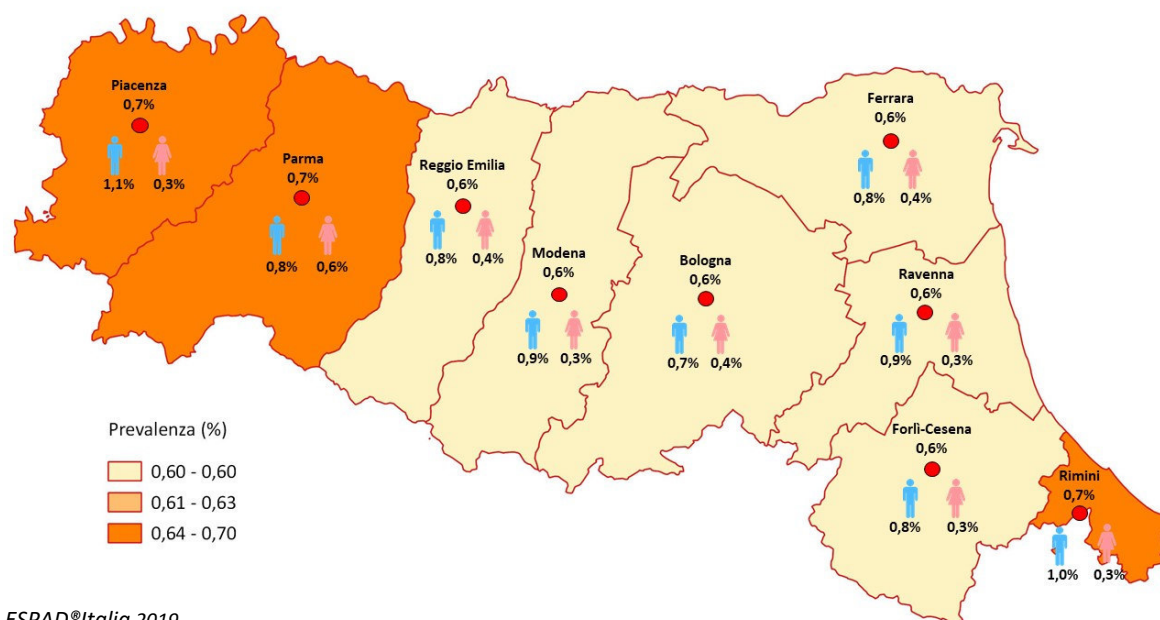 Piacenza
0,7%
1,1% 0,3%
Parma
0,7%
0,8% 0,6%
Reggio Emilia
0,6%
0,8% 0,4%
Modena
0,6%
0,9% 0,3%
Bologna
0,6%
0,7% 0,4%
Ferrara
0,6%
0,8% 0,4%
Ravenna
0,6%
0,9% 0,3%
Forlì-Cesena
0,6%
0,8% 0,3%
Rimini
0,7%
1,0% 0,3%
Prevalenza (%)
0,60 - 0,60
0,61 - 0,63
0,64 - 0,70
ESPAD®Italia 2019